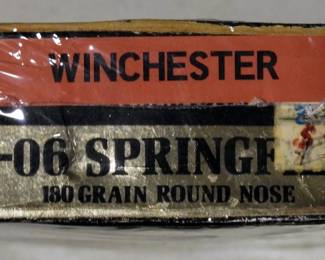 WINCHESTER
-06 SPRINGF
180 GRAIN ROUND NOSE